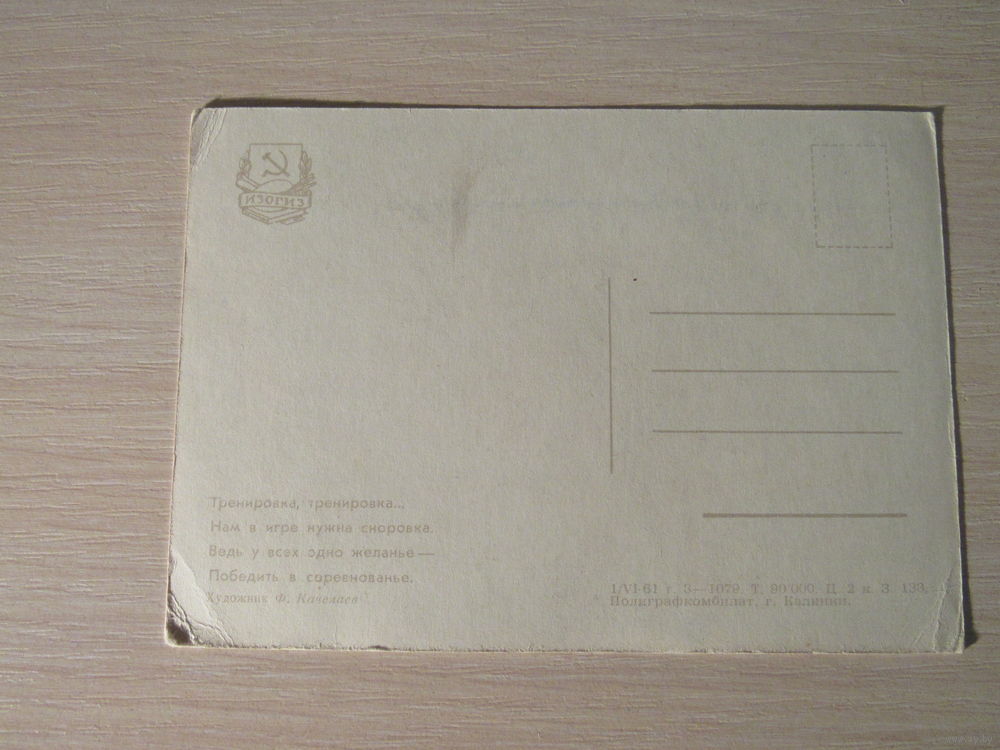 ИЗОГИЗ
Тренировка, тренировка...
Нам в игре нужна сноровка.
Ведь у всех одно желанье —
Победить в соревнованье.
Художник Ф. Качелаев
1/VI-61 г. З—1079. Т. 90 000. Ц. 2 к. З. 133.
Полиграфкомбинат, г. Калинин.